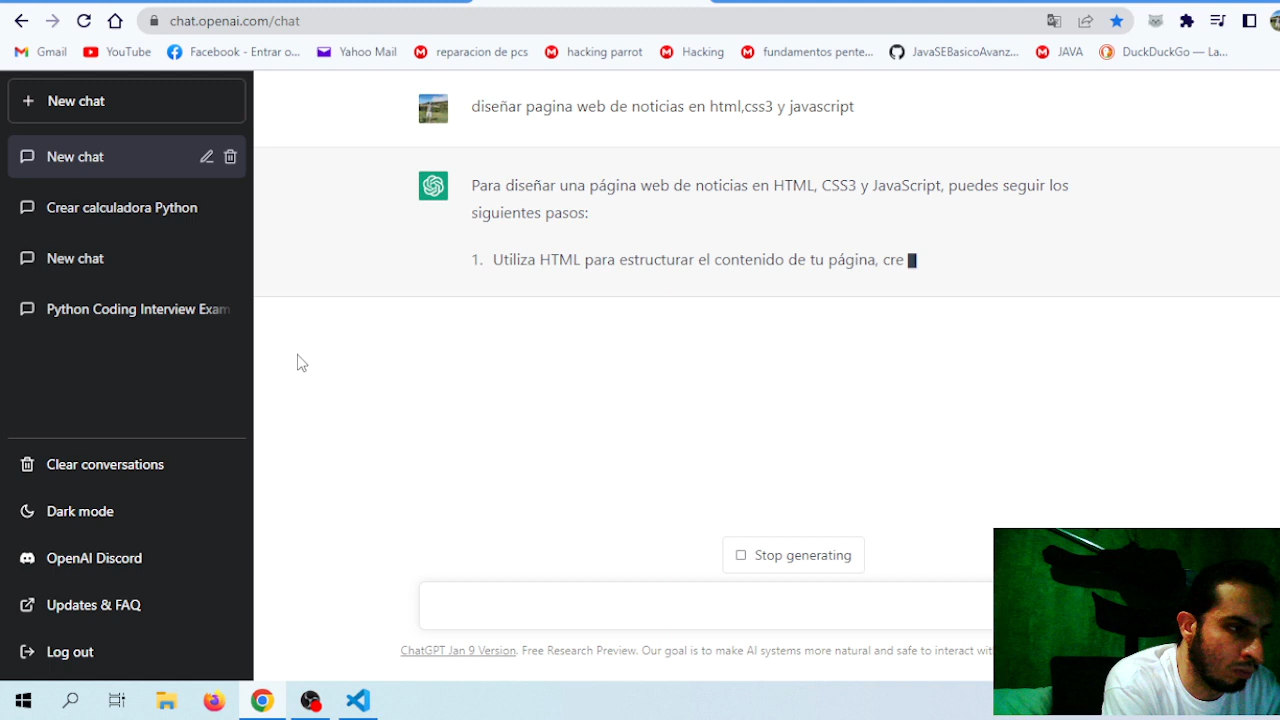 chat.openai.com/chat
Gmail YouTube Facebook - Entrar o... Yahoo Mail reparacion de pcs hacking parrot Hacking fundamentos pente... JavaSEBasicoAvanz... JAVA DuckDuckGo — La...
New chat
New chat
Crear calculadora Python
New chat
Python Coding Interview Exam
Clear conversations
Dark mode
OpenAI Discord
Updates & FAQ
Log out
diseñar pagina web de noticias en html,css3 y javascript
Para diseñar una página web de noticias en HTML, CSS3 y JavaScript, puedes seguir los
siguientes pasos:
1. Utiliza HTML para estructurar el contenido de tu página, cre
Stop generating
ChatGPT Jan 9 Version. Free Research Preview. Our goal is to make AI systems more natural and safe to interact wit